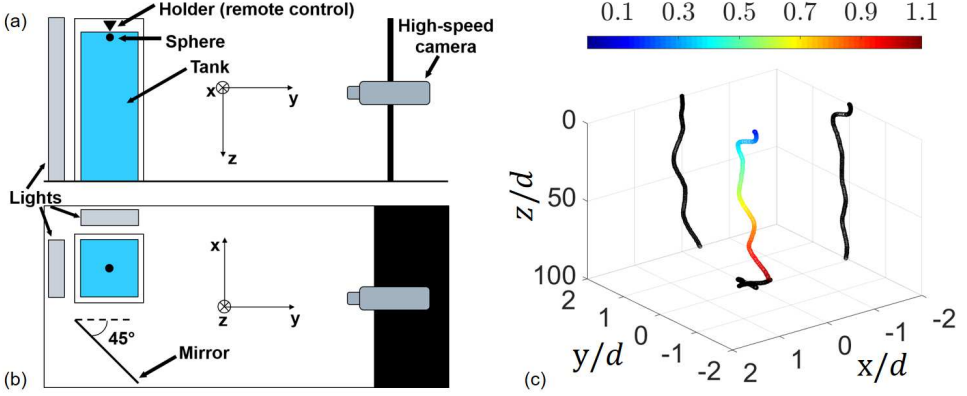 (a)
Holder (remote control)
Sphere
Tank
High-speed
camera
x
y
z
Lights
x
z
y
45°
Mirror
(b)
0.1 0.3 0.5 0.7 0.9 1.1
0
50
100
z/d
2
1
0
-1
-2
y/d
2
1
0
-1
-2
x/d
(c)